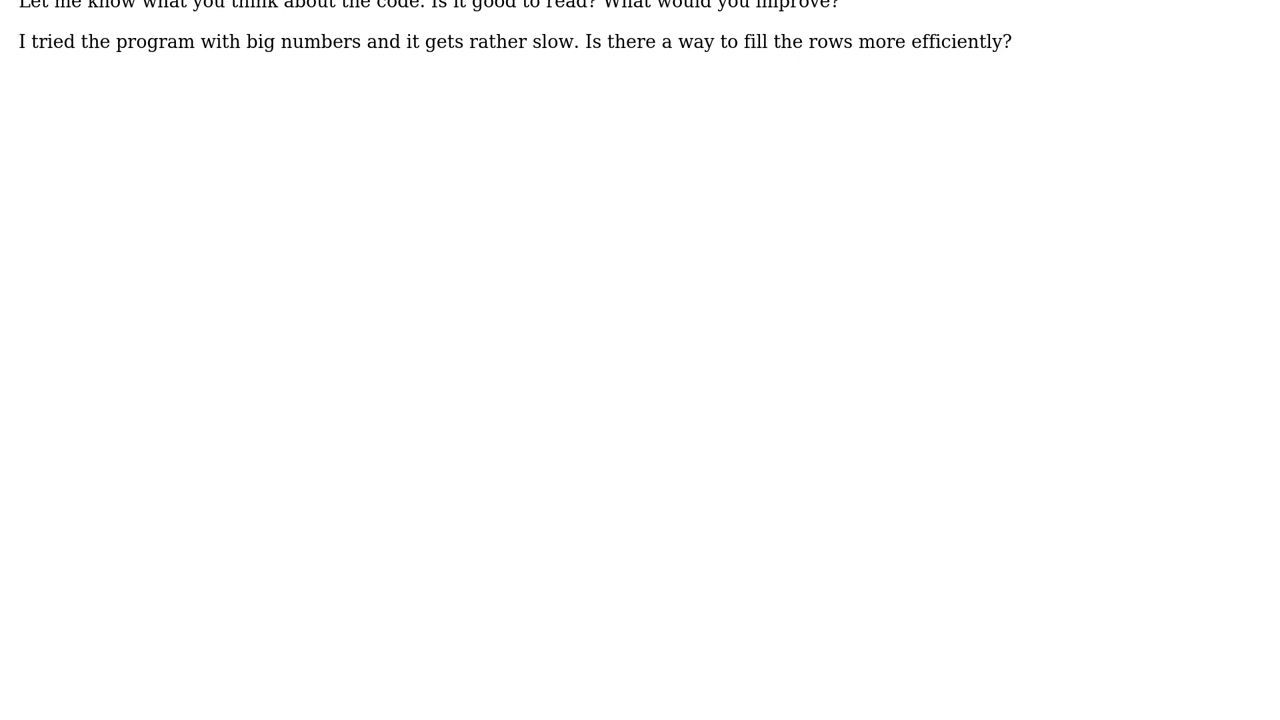 Let me know what you think about the code. Is it good to read? What would you improve?
I tried the program with big numbers and it gets rather slow. Is there a way to fill the rows more efficiently?